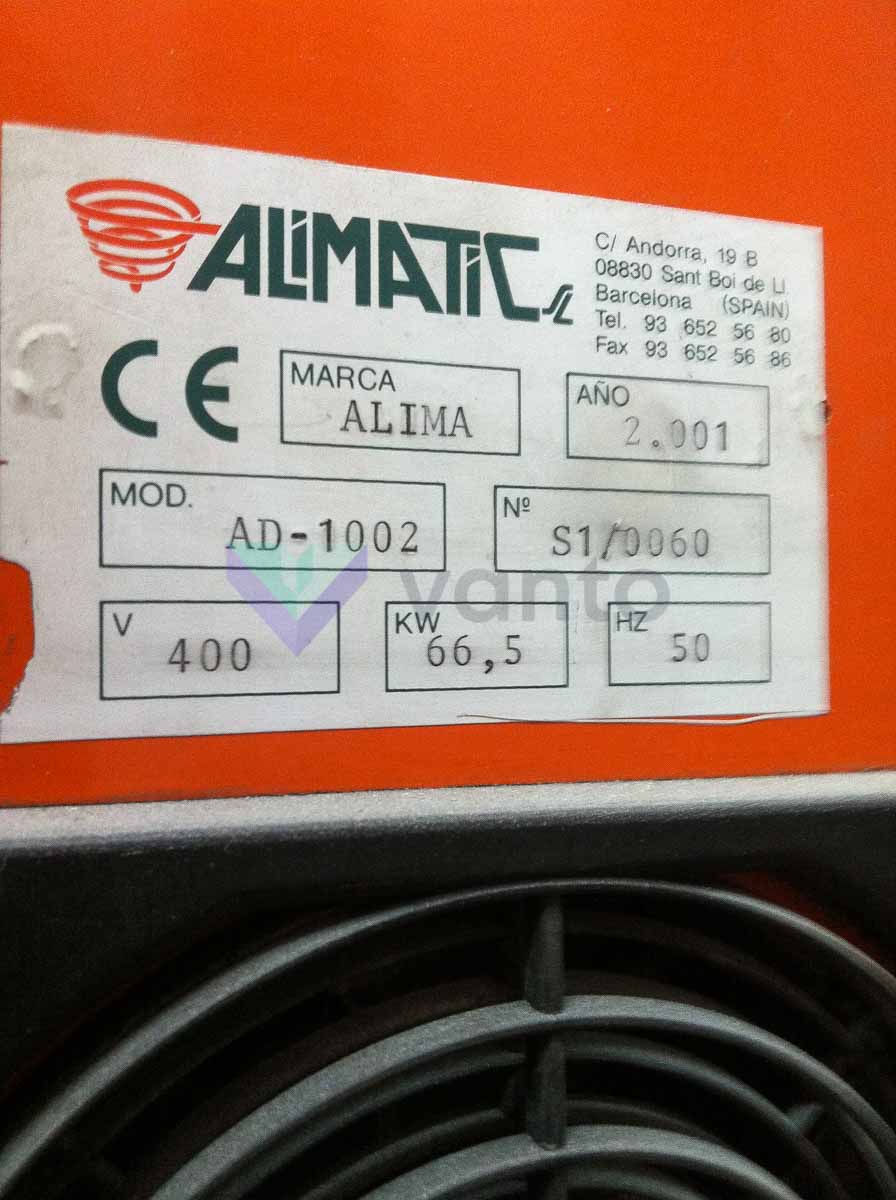 ALiMATiC SL
C/ Andorra, 19 B
08830 Sant Boi de Ll.
Barcelona (SPAIN)
Tel. 93 652 56 80
Fax 93 652 56 86
CE
MARCA
ALIMA
AÑO
2.001
MOD.
AD-1002
Nº
S1/0060
vanto
V
400
KW
66,5
HZ
50